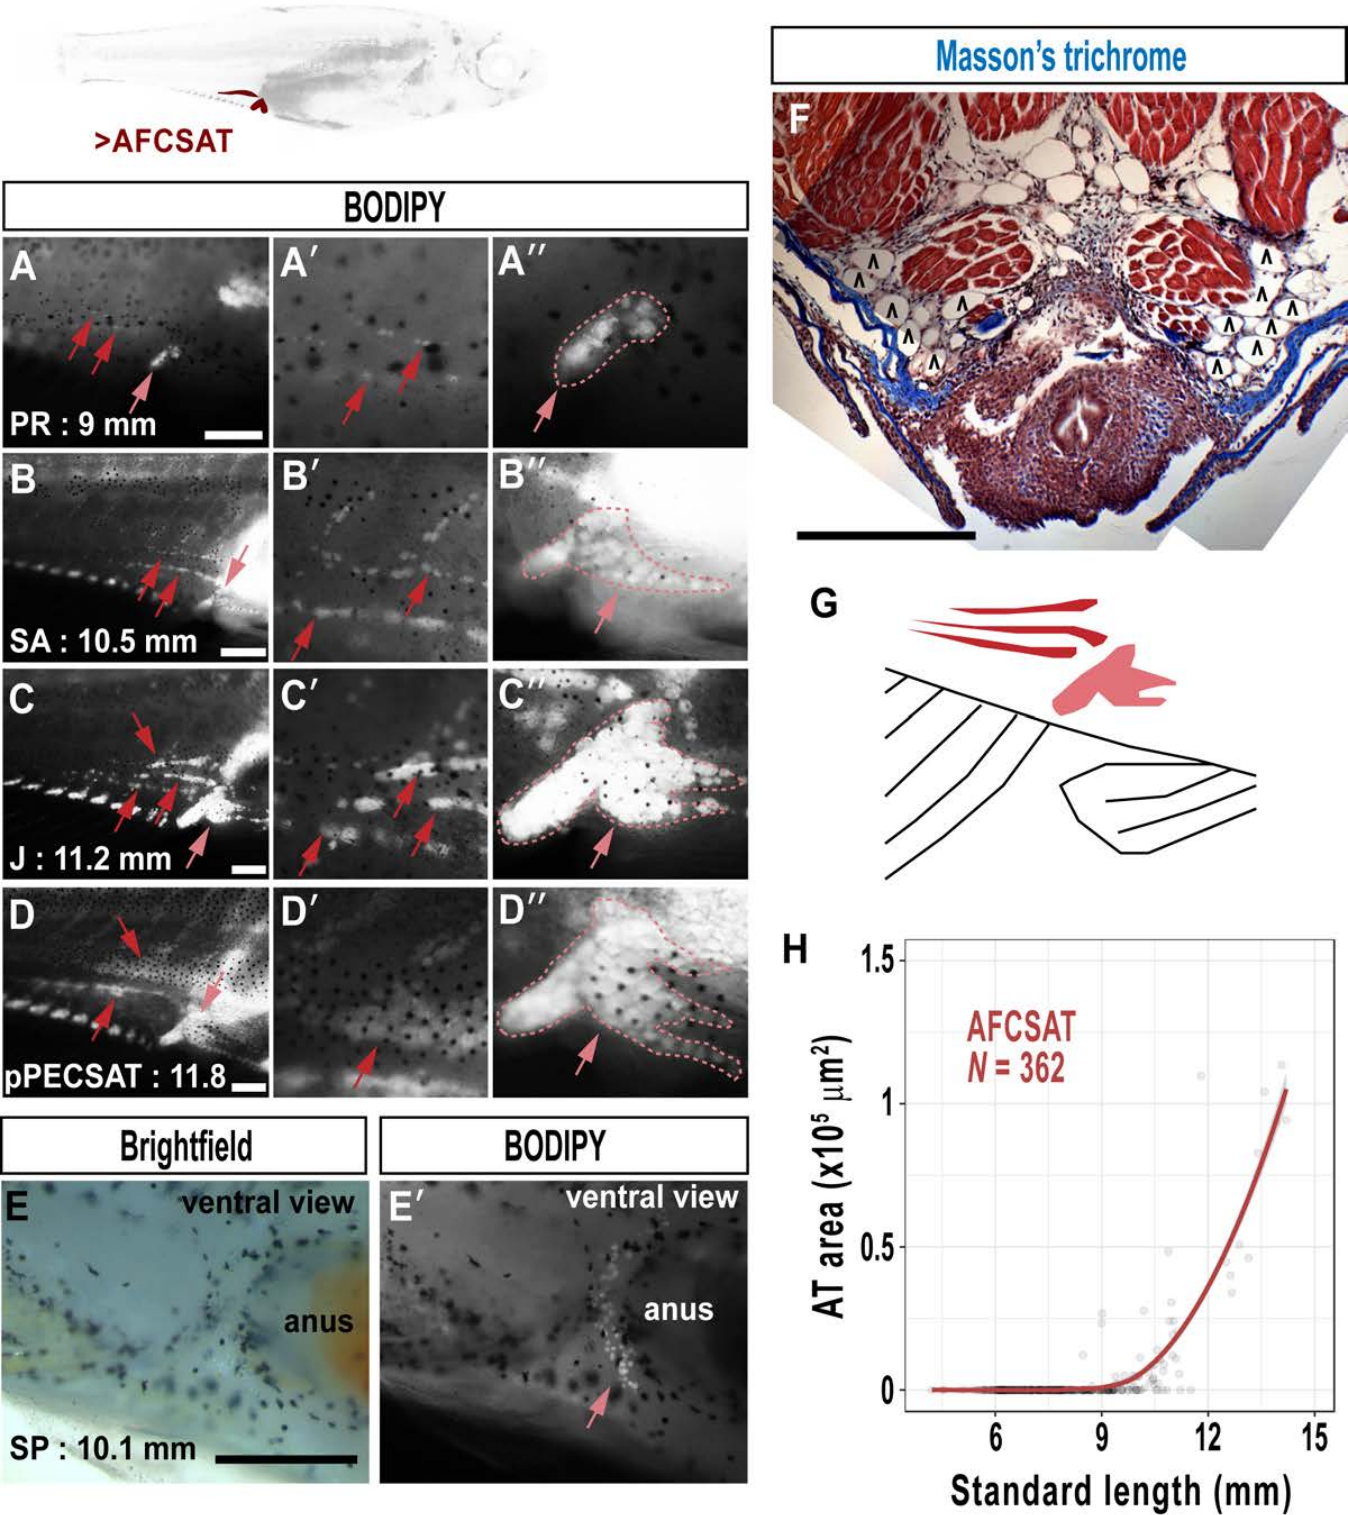 >AFCSAT
BODIPY
A
PR : 9 mm
A′
A″
B
SA : 10.5 mm
B′
B″
C
J : 11.2 mm
C′
C″
D
pPECSAT : 11.8
D′
D″
Brightfield
E
ventral view
anus
SP : 10.1 mm
BODIPY
E′
ventral view
anus
Masson's trichrome
F
G
H
AFCSAT
N = 362
AT area (x10⁵ µm²)
1.5
1
0.5
0
6 9 12 15
Standard length (mm)